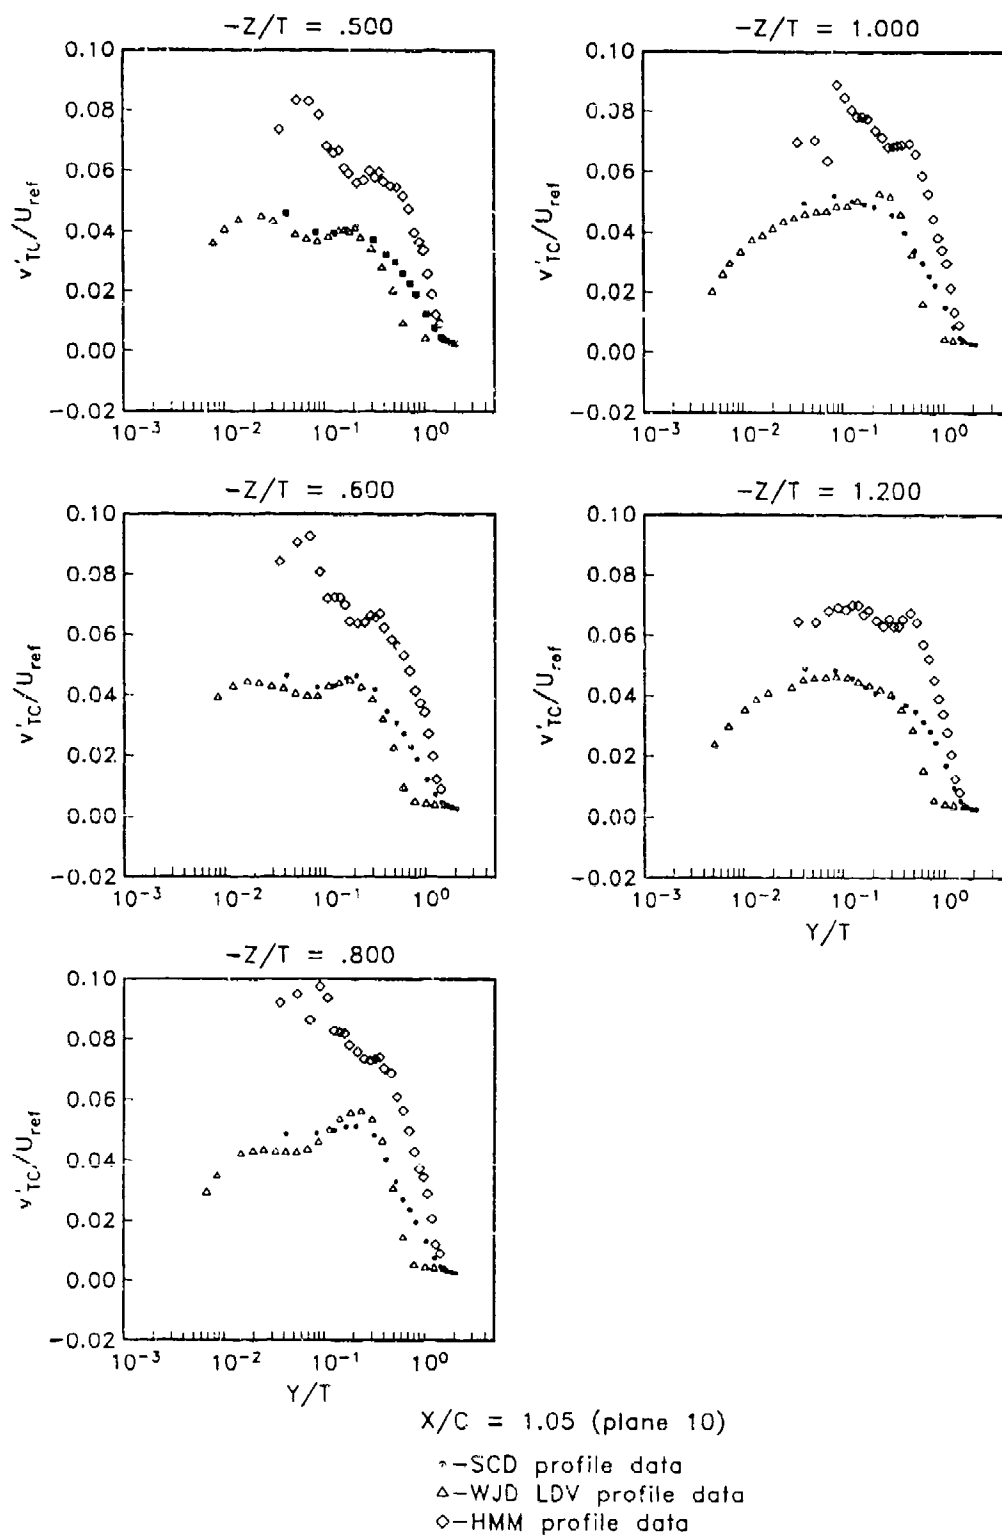 -Z/T = .500
0.10
0.08
0.06
0.04
0.02
0.00
-0.02
v'TC/Uref
10-3 10-2 10-1 100
-Z/T = 1.000
0.10
0.08
0.06
0.04
0.02
0.00
-0.02
v'TC/Uref
10-3 10-2 10-1 100
-Z/T = .600
0.10
0.08
0.06
0.04
0.02
0.00
-0.02
v'TC/Uref
10-3 10-2 10-1 100
-Z/T = 1.200
0.10
0.08
0.06
0.04
0.02
0.00
-0.02
v'TC/Uref
10-3 10-2 10-1 100
Y/T
-Z/T = .800
0.10
0.08
0.06
0.04
0.02
0.00
-0.02
v'TC/Uref
10-3 10-2 10-1 100
Y/T
X/C = 1.05 (plane 10)
-SCD profile data
△-WJD LDV profile data
◇-HMM profile data